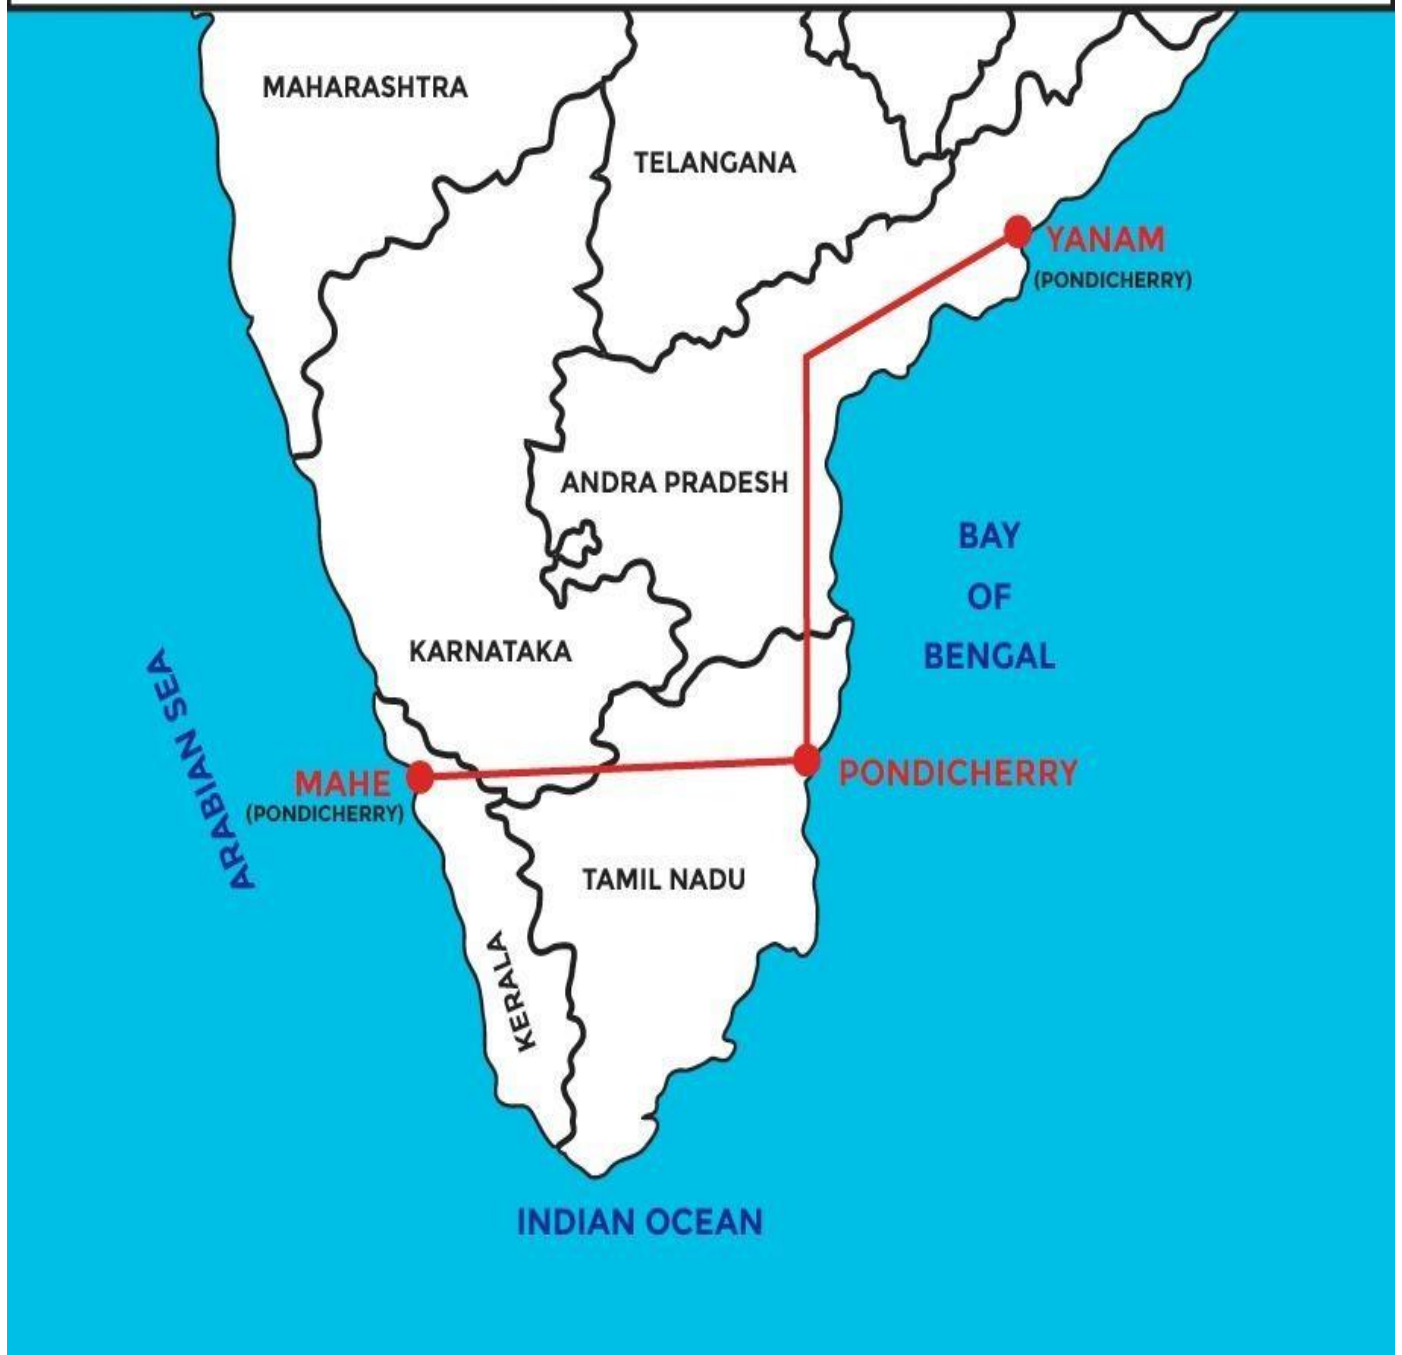 MAHARASHTRA
TELANGANA
YANAM
(PONDICHERRY)
ANDRA PRADESH
BAY
OF
BENGAL
KARNATAKA
ARABIAN SEA
MAHE
(PONDICHERRY)
PONDICHERRY
TAMIL NADU
KERALA
INDIAN OCEAN